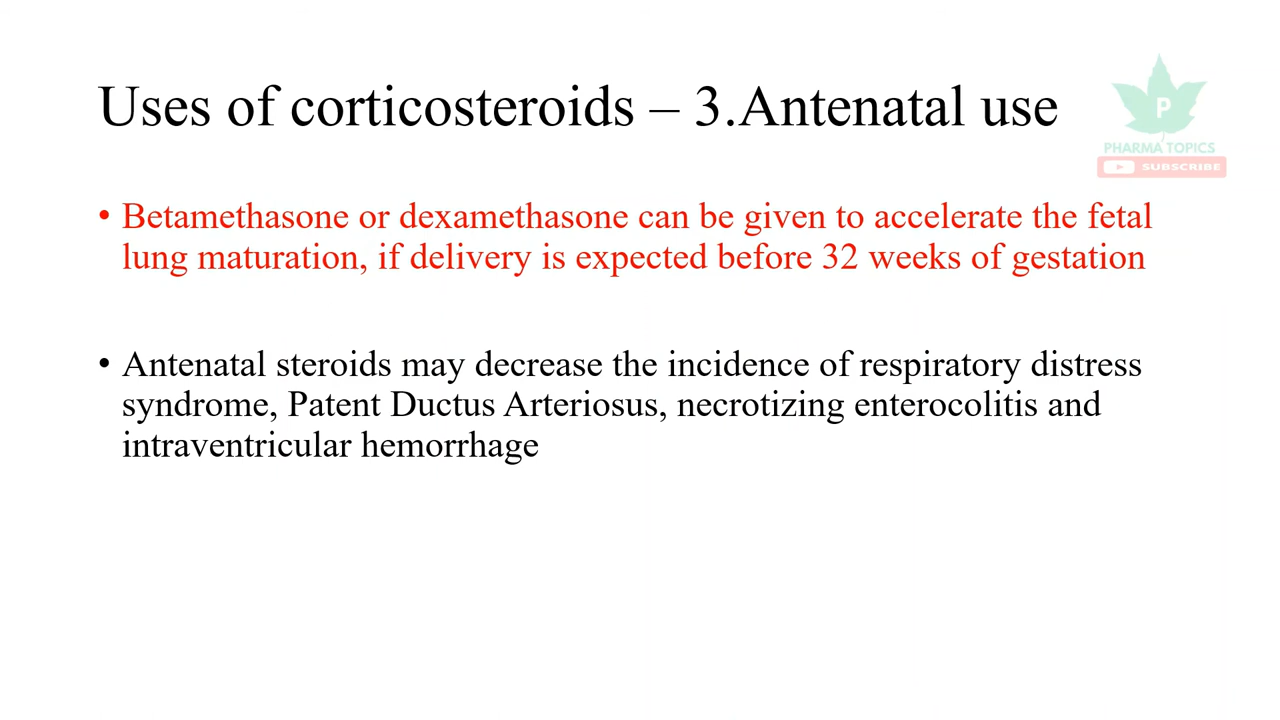 Uses of corticosteroids – 3.Antenatal use
P
PHARMA TOPICS
SUBSCRIBE
• Betamethasone or dexamethasone can be given to accelerate the fetal
lung maturation, if delivery is expected before 32 weeks of gestation
• Antenatal steroids may decrease the incidence of respiratory distress
syndrome, Patent Ductus Arteriosus, necrotizing enterocolitis and
intraventricular hemorrhage